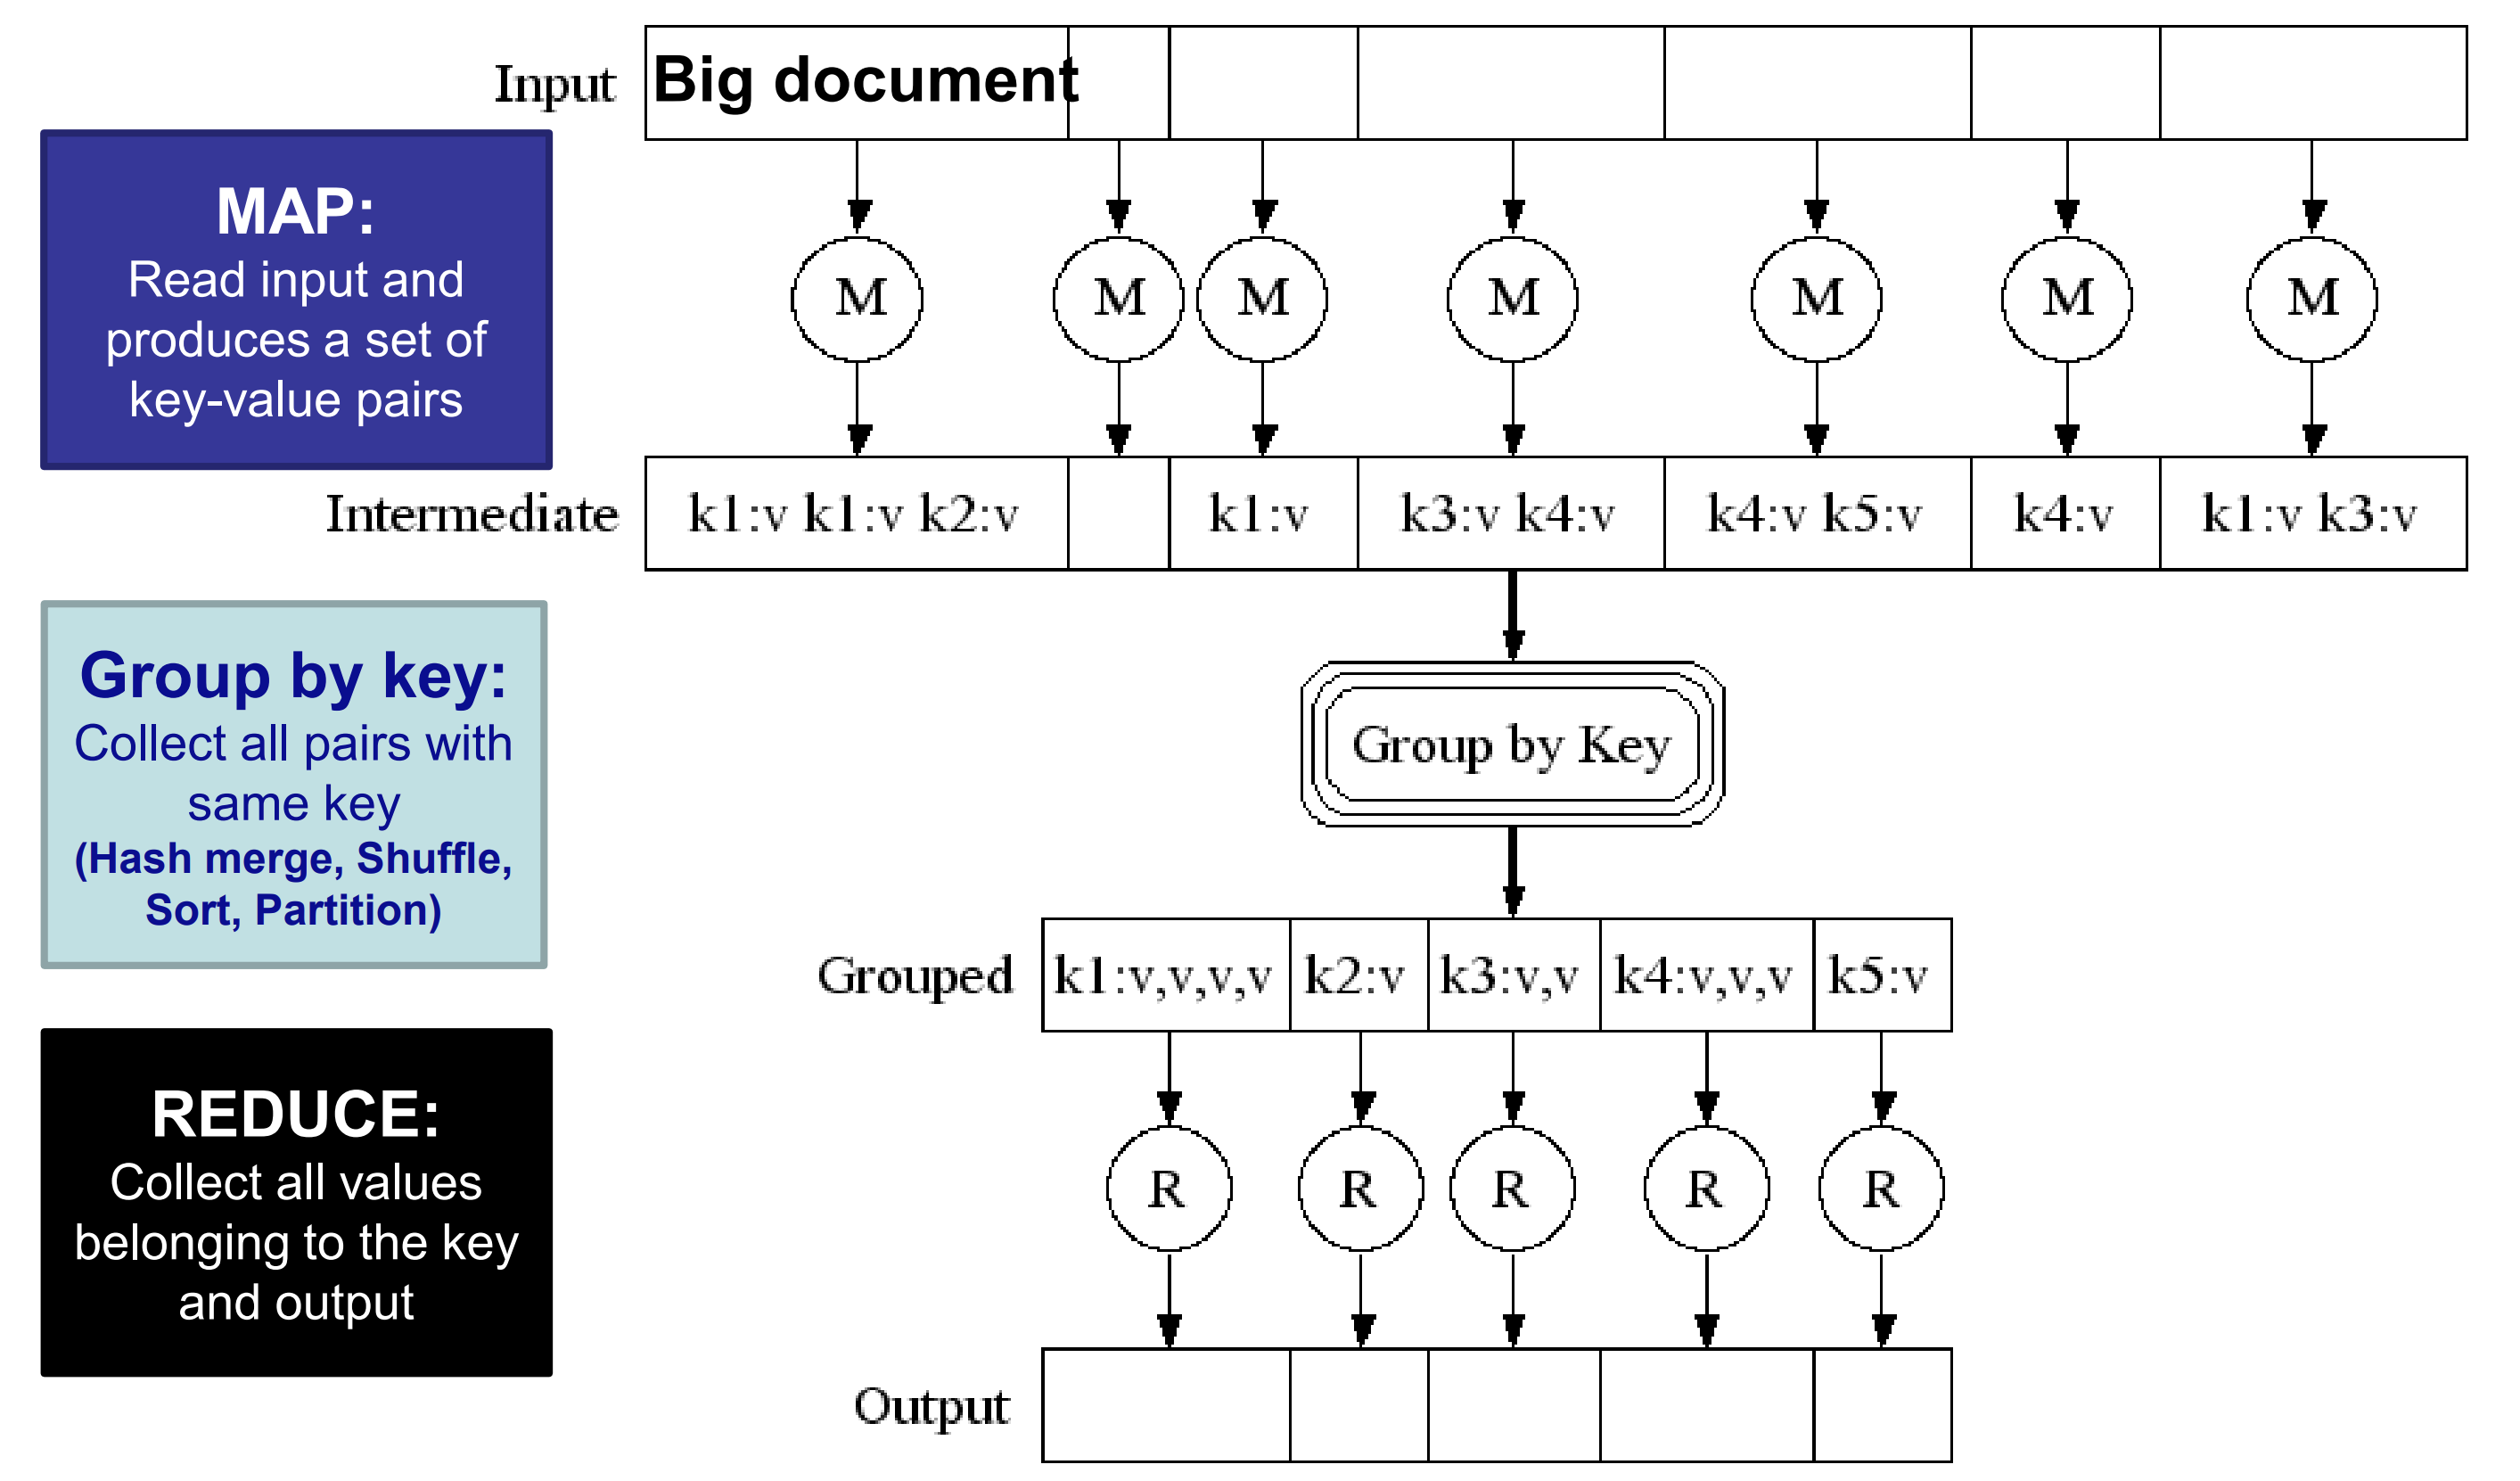 Input Big document
MAP:
Read input and
produces a set of
key-value pairs
M M M M M M M
Intermediate k1:v k1:v k2:v k1:v k3:v k4:v k4:v k5:v k4:v k1:v k3:v
Group by key:
Collect all pairs with
same key
(Hash merge, Shuffle,
Sort, Partition)
Group by Key
Grouped k1:v,v,v,v k2:v k3:v,v k4:v,v,v k5:v
REDUCE:
Collect all values
belonging to the key
and output
R R R R R
Output